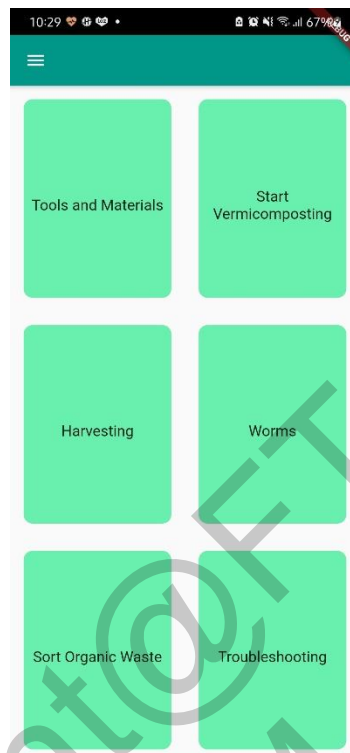 10:29
67%
Tools and Materials
Start
Vermicomposting
Harvesting
Worms
Sort Organic Waste
Troubleshooting